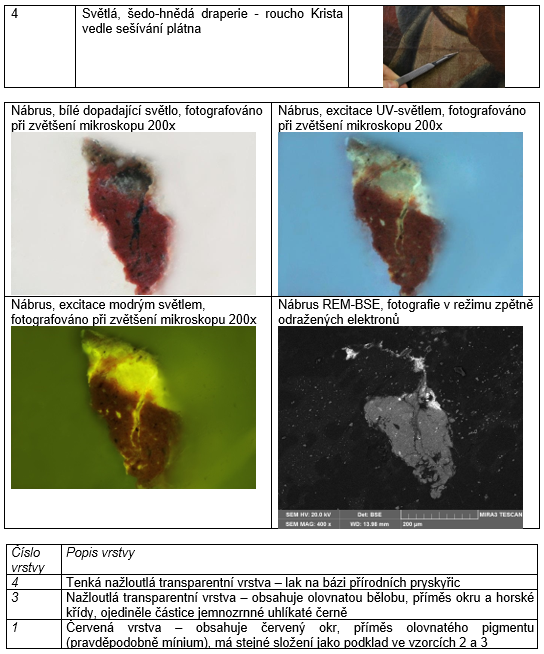 4
Světlá, šedo-hnědá draperie - roucho Krista
vedle sešívání plátna
Nábrus, bílé dopadající světlo, fotografováno
při zvětšení mikroskopu 200x
Nábrus, excitace UV-světlem, fotografováno
při zvětšení mikroskopu 200x
Nábrus, excitace modrým světlem,
fotografováno při zvětšení mikroskopu 200x
Nábrus REM-BSE, fotografie v režimu zpětně
odražených elektronů
SEM HV: 20.0 kV Det: BSE MIRA3 TESCAN
SEM MAG: 400 x WD: 13.98 mm 200 µm
Číslo
vrstvy
Popis vrstvy
4 Tenká nažloutlá transparentní vrstva – lak na bázi přírodních pryskyřic
3 Nažloutlá transparentní vrstva – obsahuje olovnatou bělobu, příměs okru a horské
křídy, ojediněle částice jemnozrnné uhlíkaté černě
1 Červená vrstva – obsahuje červený okr, příměs olovnatého pigmentu
(pravděpodobně mínium), má stejné složení jako podklad ve vzorcích 2 a 3